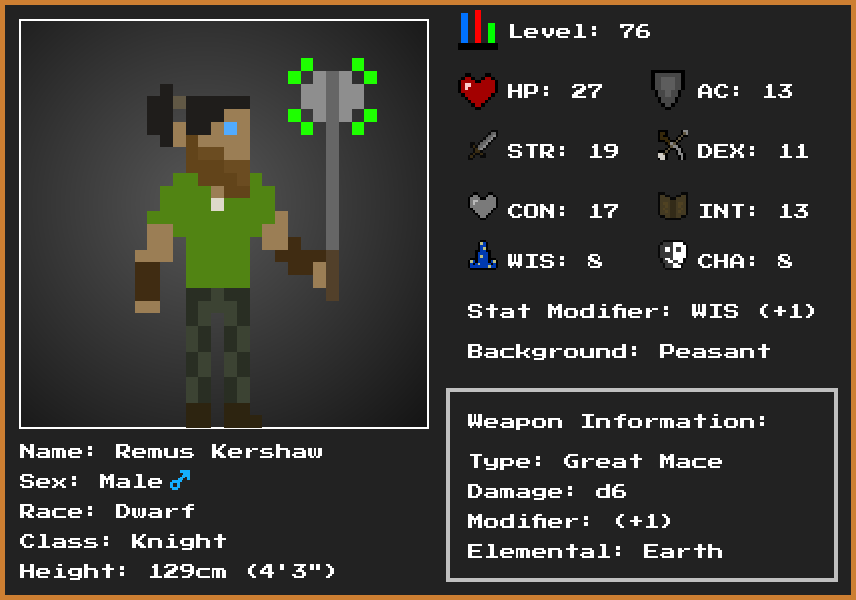 Level: 76
HP: 27 AC: 13
STR: 19 DEX: 11
CON: 17 INT: 13
WIS: 8 CHA: 8
Stat Modifier: WIS (+1)
Background: Peasant
Weapon Information:
Type: Great Mace
Damage: d6
Modifier: (+1)
Elemental: Earth
Name: Remus Kershaw
Sex: Male♂
Race: Dwarf
Class: Knight
Height: 129cm (4'3")